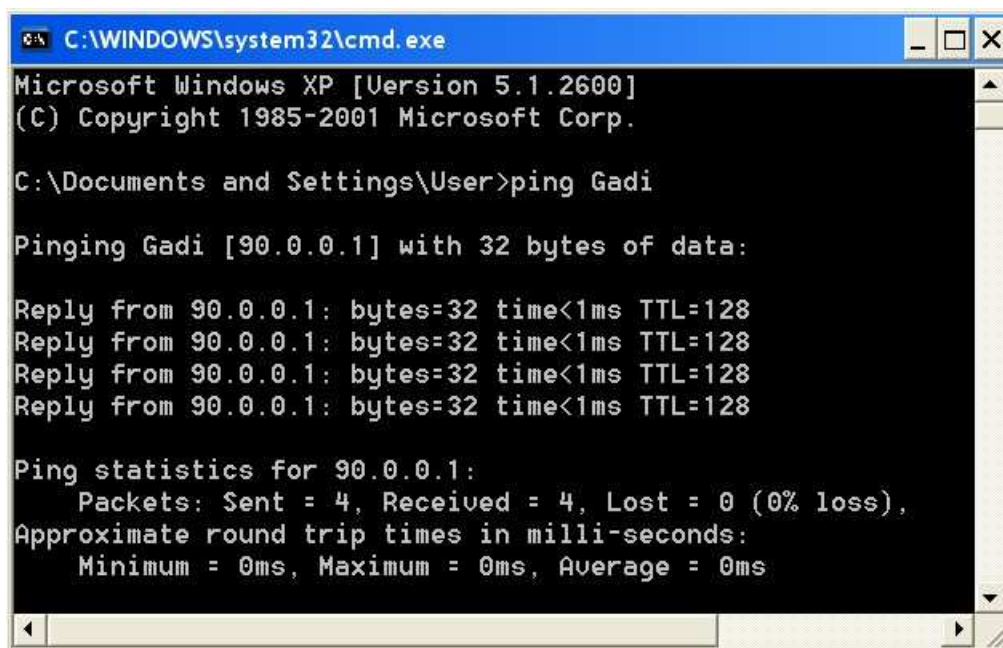 C:\WINDOWS\system32\cmd.exe
Microsoft Windows XP [Version 5.1.2600]
(C) Copyright 1985-2001 Microsoft Corp.
C:\Documents and Settings\User>ping Gadi
Pinging Gadi [90.0.0.1] with 32 bytes of data:
Reply from 90.0.0.1: bytes=32 time<1ms TTL=128
Reply from 90.0.0.1: bytes=32 time<1ms TTL=128
Reply from 90.0.0.1: bytes=32 time<1ms TTL=128
Reply from 90.0.0.1: bytes=32 time<1ms TTL=128
Ping statistics for 90.0.0.1:
    Packets: Sent = 4, Received = 4, Lost = 0 (0% loss),
Approximate round trip times in milli-seconds:
    Minimum = 0ms, Maximum = 0ms, Average = 0ms